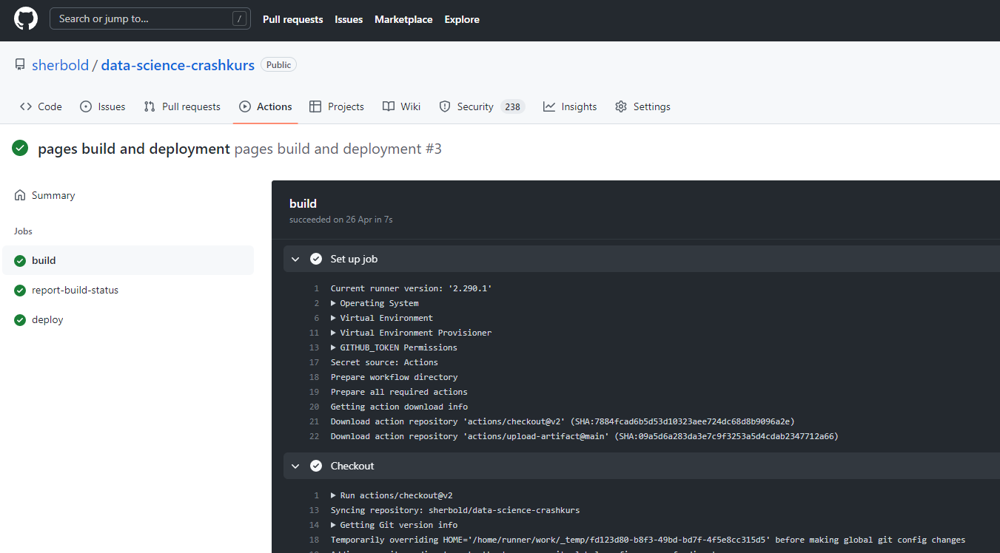 Search or jump to... /
Pull requests Issues Marketplace Explore
sherbold / data-science-crashkurs Public
Code Issues Pull requests Actions Projects Wiki Security 238 Insights Settings
pages build and deployment pages build and deployment #3
Summary
Jobs
build
report-build-status
deploy
build
succeeded on 26 Apr in 7s
Set up job
1 Current runner version: '2.290.1'
2 ▶ Operating System
6 ▶ Virtual Environment
11 ▶ Virtual Environment Provisioner
13 ▶ GITHUB_TOKEN Permissions
17 Secret source: Actions
18 Prepare workflow directory
19 Prepare all required actions
20 Getting action download info
21 Download action repository 'actions/checkout@v2' (SHA:7884fcad6b5d53d10323aee724dc68d8b9096a2e)
22 Download action repository 'actions/upload-artifact@main' (SHA:09a5d6a283da3e7c9f3253a5d4cdab2347712a66)
Checkout
1 ▶ Run actions/checkout@v2
13 Syncing repository: sherbold/data-science-crashkurs
14 ▶ Getting Git version info
18 Temporarily overriding HOME='/home/runner/work/_temp/fd123d80-b8f3-49bd-bd7f-4f5e8cc315d5' before making global git config changes